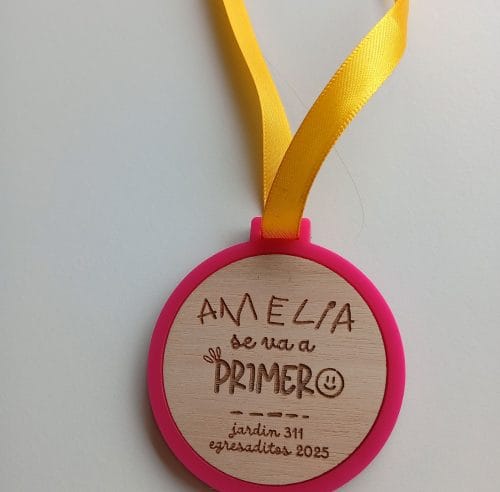 AMELIA
se va a
PRIMERO
jardin 311
egresaditos 2025